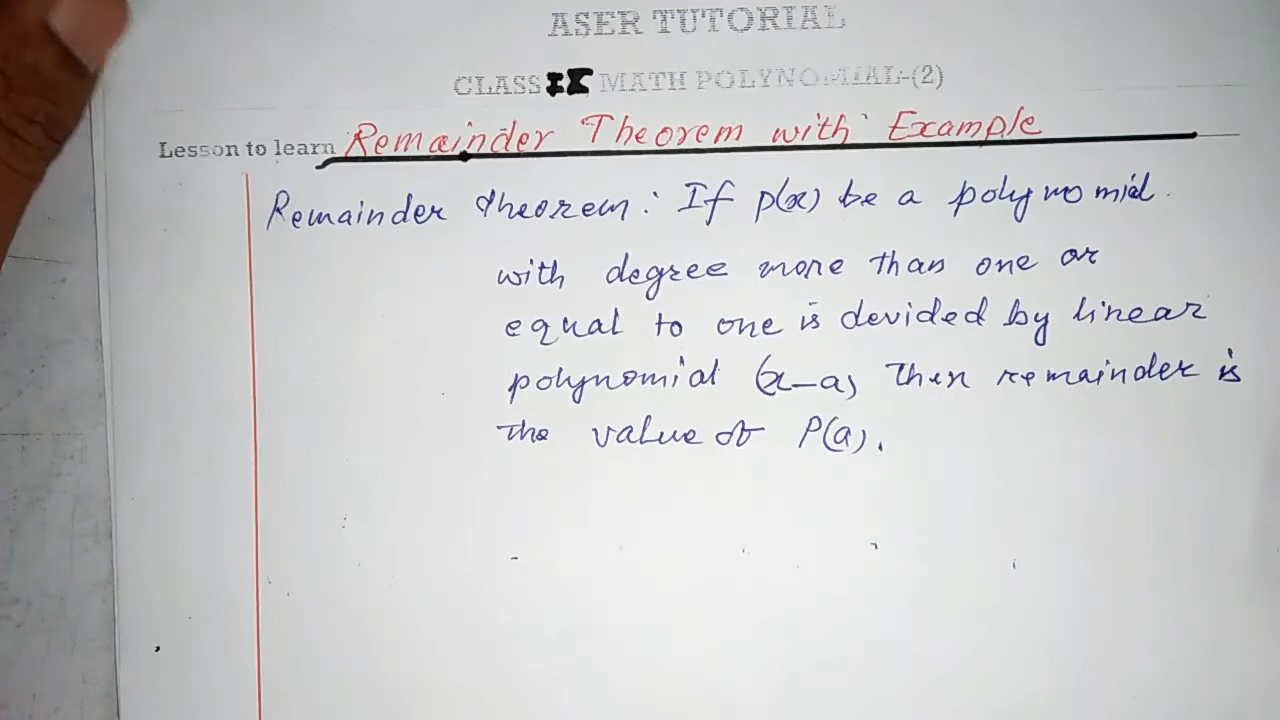 ASER TUTORIAL
CLASS IX MATH POLYNOMIAL-(2)
Lesson to learn Remainder Theorem with Example
Remainder theorem: If p(x) be a polynomial.
with degree more than one or
equal to one is devided by linear
polynomial (x-a) then remainder is
the value of P(a).